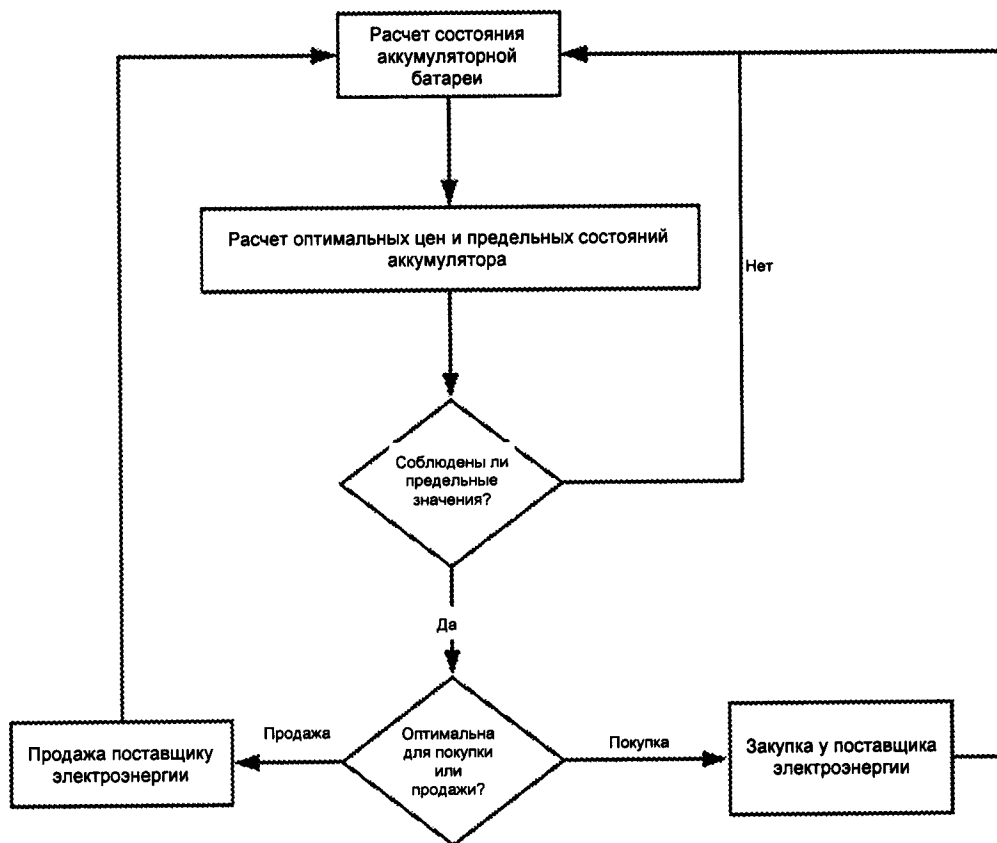 Расчет состояния
аккумуляторной
батареи
Расчет оптимальных цен и предельных состояний
аккумулятора
Нет
Соблюдены ли
предельные
значения?
Да
Продажа поставщику
электроэнергии
Продажа
Оптимальна
для покупки
или
продажи?
Покупка
Закупка у поставщика
электроэнергии